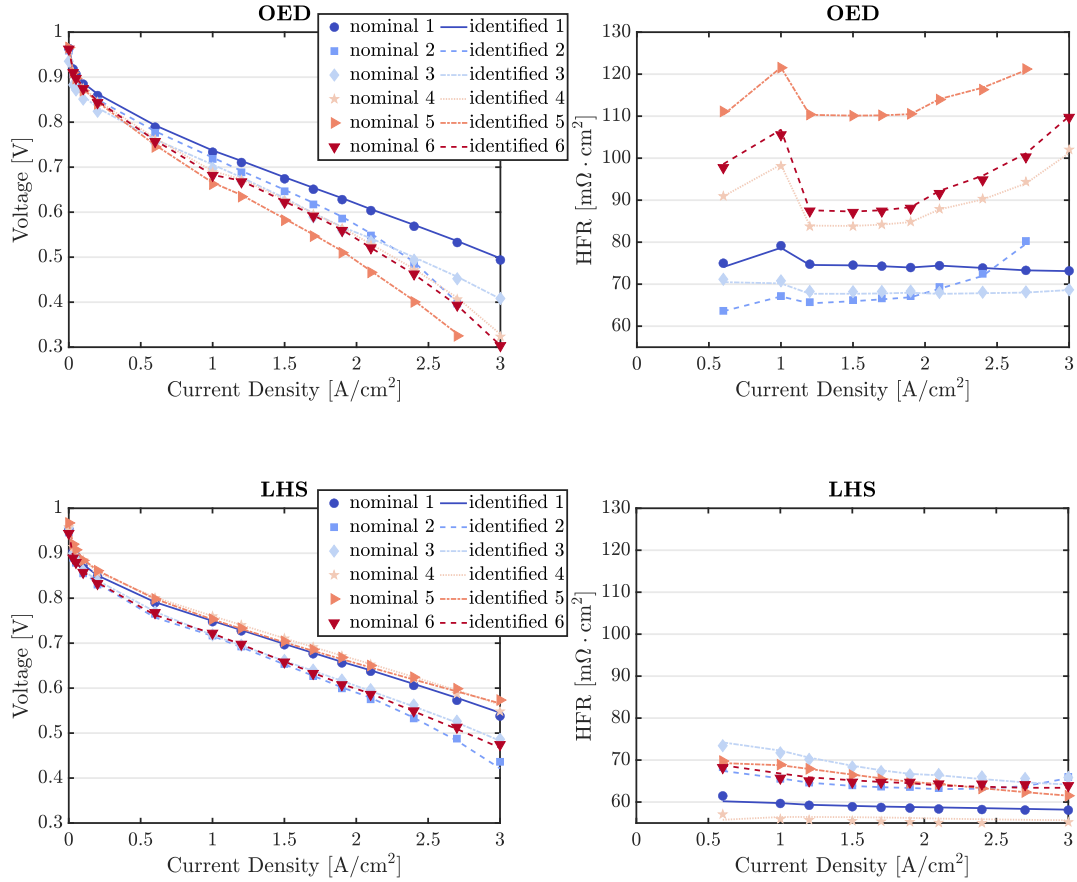 OED
nominal 1 identified 1
nominal 2 identified 2
nominal 3 identified 3
nominal 4 identified 4
nominal 5 identified 5
nominal 6 identified 6
1
0.9
0.8
0.7
0.6
0.5
0.4
0.3
Voltage [V]
0 0.5 1 1.5 2 2.5 3
Current Density [A/cm²]
OED
130
120
110
100
90
80
70
60
HFR [mΩ · cm²]
0 0.5 1 1.5 2 2.5 3
Current Density [A/cm²]
LHS
nominal 1 identified 1
nominal 2 identified 2
nominal 3 identified 3
nominal 4 identified 4
nominal 5 identified 5
nominal 6 identified 6
1
0.9
0.8
0.7
0.6
0.5
0.4
0.3
Voltage [V]
0 0.5 1 1.5 2 2.5 3
Current Density [A/cm²]
LHS
130
120
110
100
90
80
70
60
HFR [mΩ · cm²]
0 0.5 1 1.5 2 2.5 3
Current Density [A/cm²]